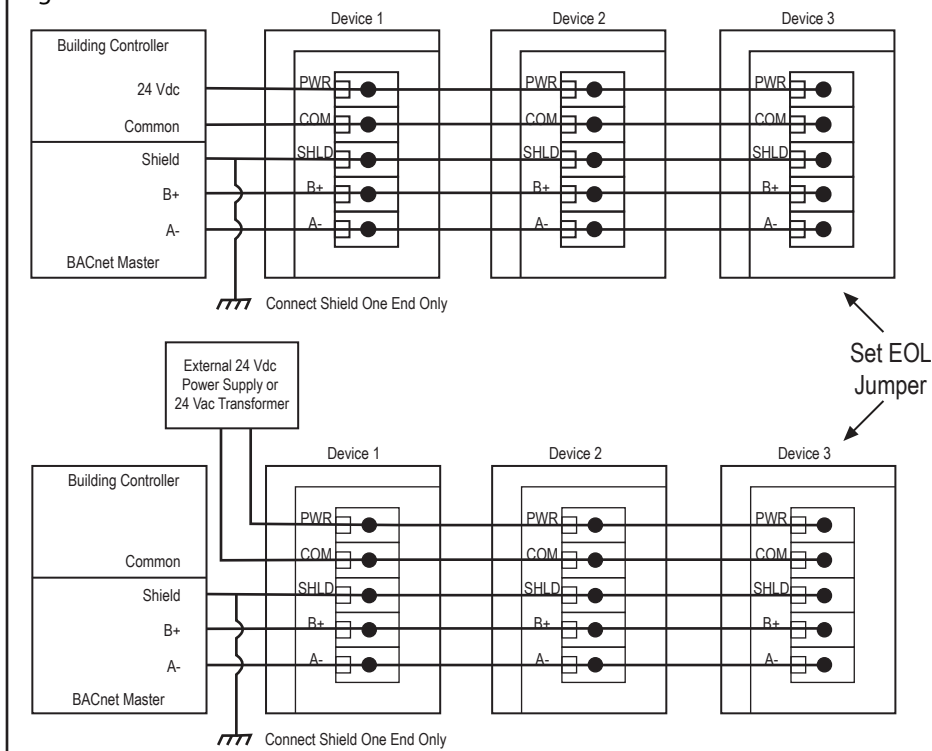 Device 1
Device 2
Device 3
Building Controller
24 Vdc
Common
Shield
B+
A-
BACnet Master
PWR
COM
SHLD
B+
A-
PWR
COM
SHLD
B+
A-
PWR
COM
SHLD
B+
A-
Connect Shield One End Only
Set EOL
Jumper
External 24 Vdc
Power Supply or
24 Vac Transformer
Device 1
Device 2
Device 3
Building Controller
Common
Shield
B+
A-
BACnet Master
PWR
COM
SHLD
B+
A-
PWR
COM
SHLD
B+
A-
PWR
COM
SHLD
B+
A-
Connect Shield One End Only